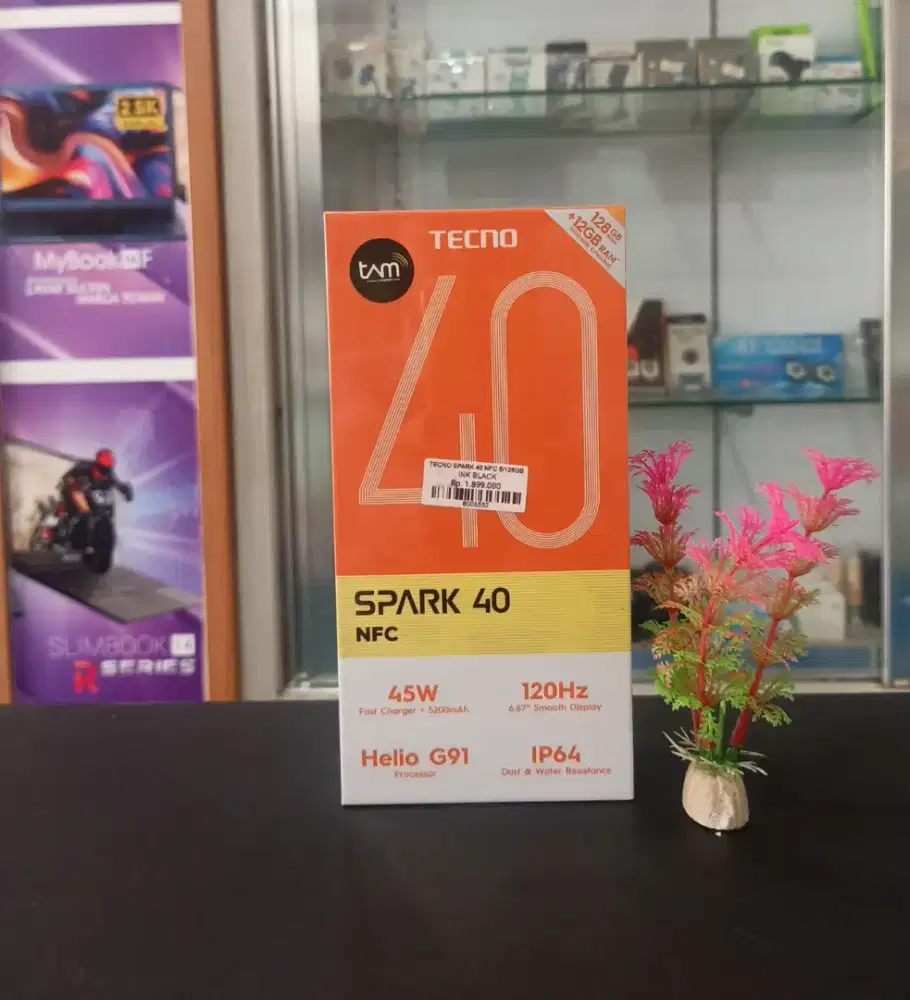 2.8K
MyBook
SLIMBOOK 14
R SERIES
tam
TECNO
128GB
+12GB RAM
40
TECNO SPARK 40 NFC 8/128GB
INK BLACK
Rp. 1.899.000
SPARK 40
NFC
45W
Fast Charger + 5200mAh
120Hz
6.67" Smooth Display
Helio G91
Processor
IP64
Dust & Water Resistance